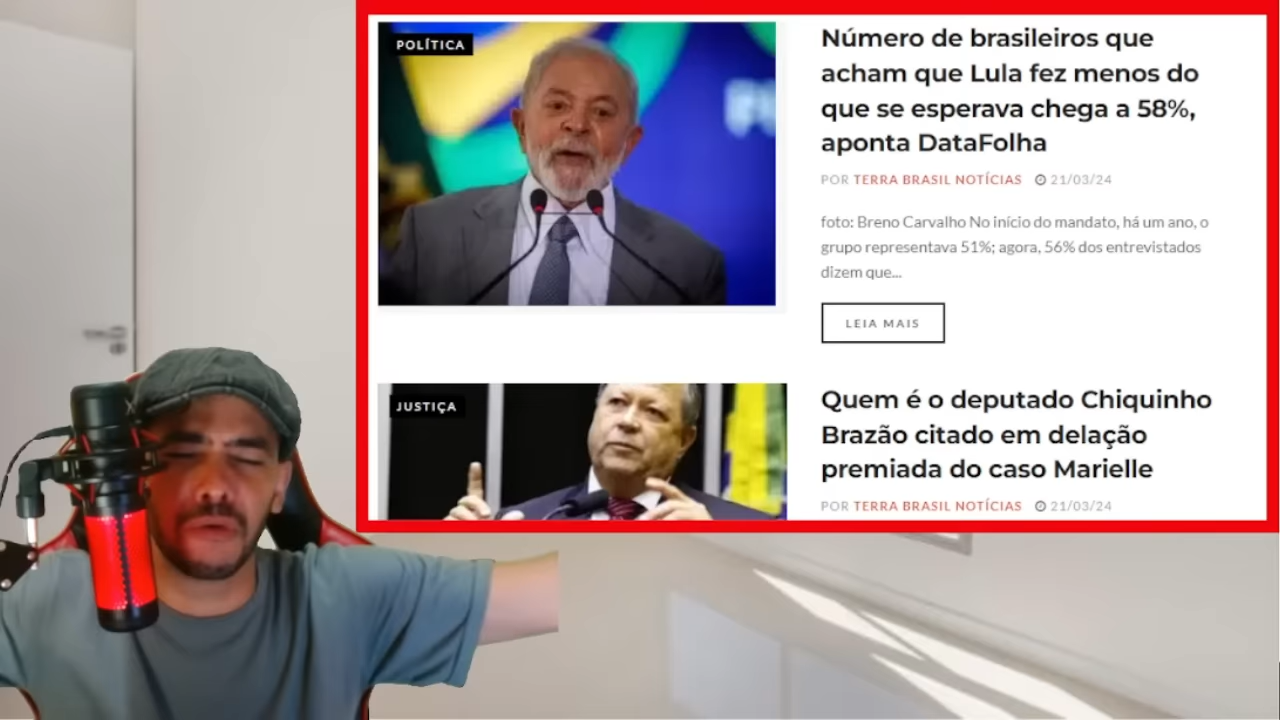 POLÍTICA
Número de brasileiros que
acham que Lula fez menos do
que se esperava chega a 58%,
aponta DataFolha
POR TERRA BRASIL NOTÍCIAS 21/03/24
foto: Breno Carvalho No início do mandato, há um ano, o
grupo representava 51%; agora, 56% dos entrevistados
dizem que...
LEIA MAIS
JUSTIÇA
Quem é o deputado Chiquinho
Brazão citado em delação
premiada do caso Marielle
POR TERRA BRASIL NOTÍCIAS 21/03/24